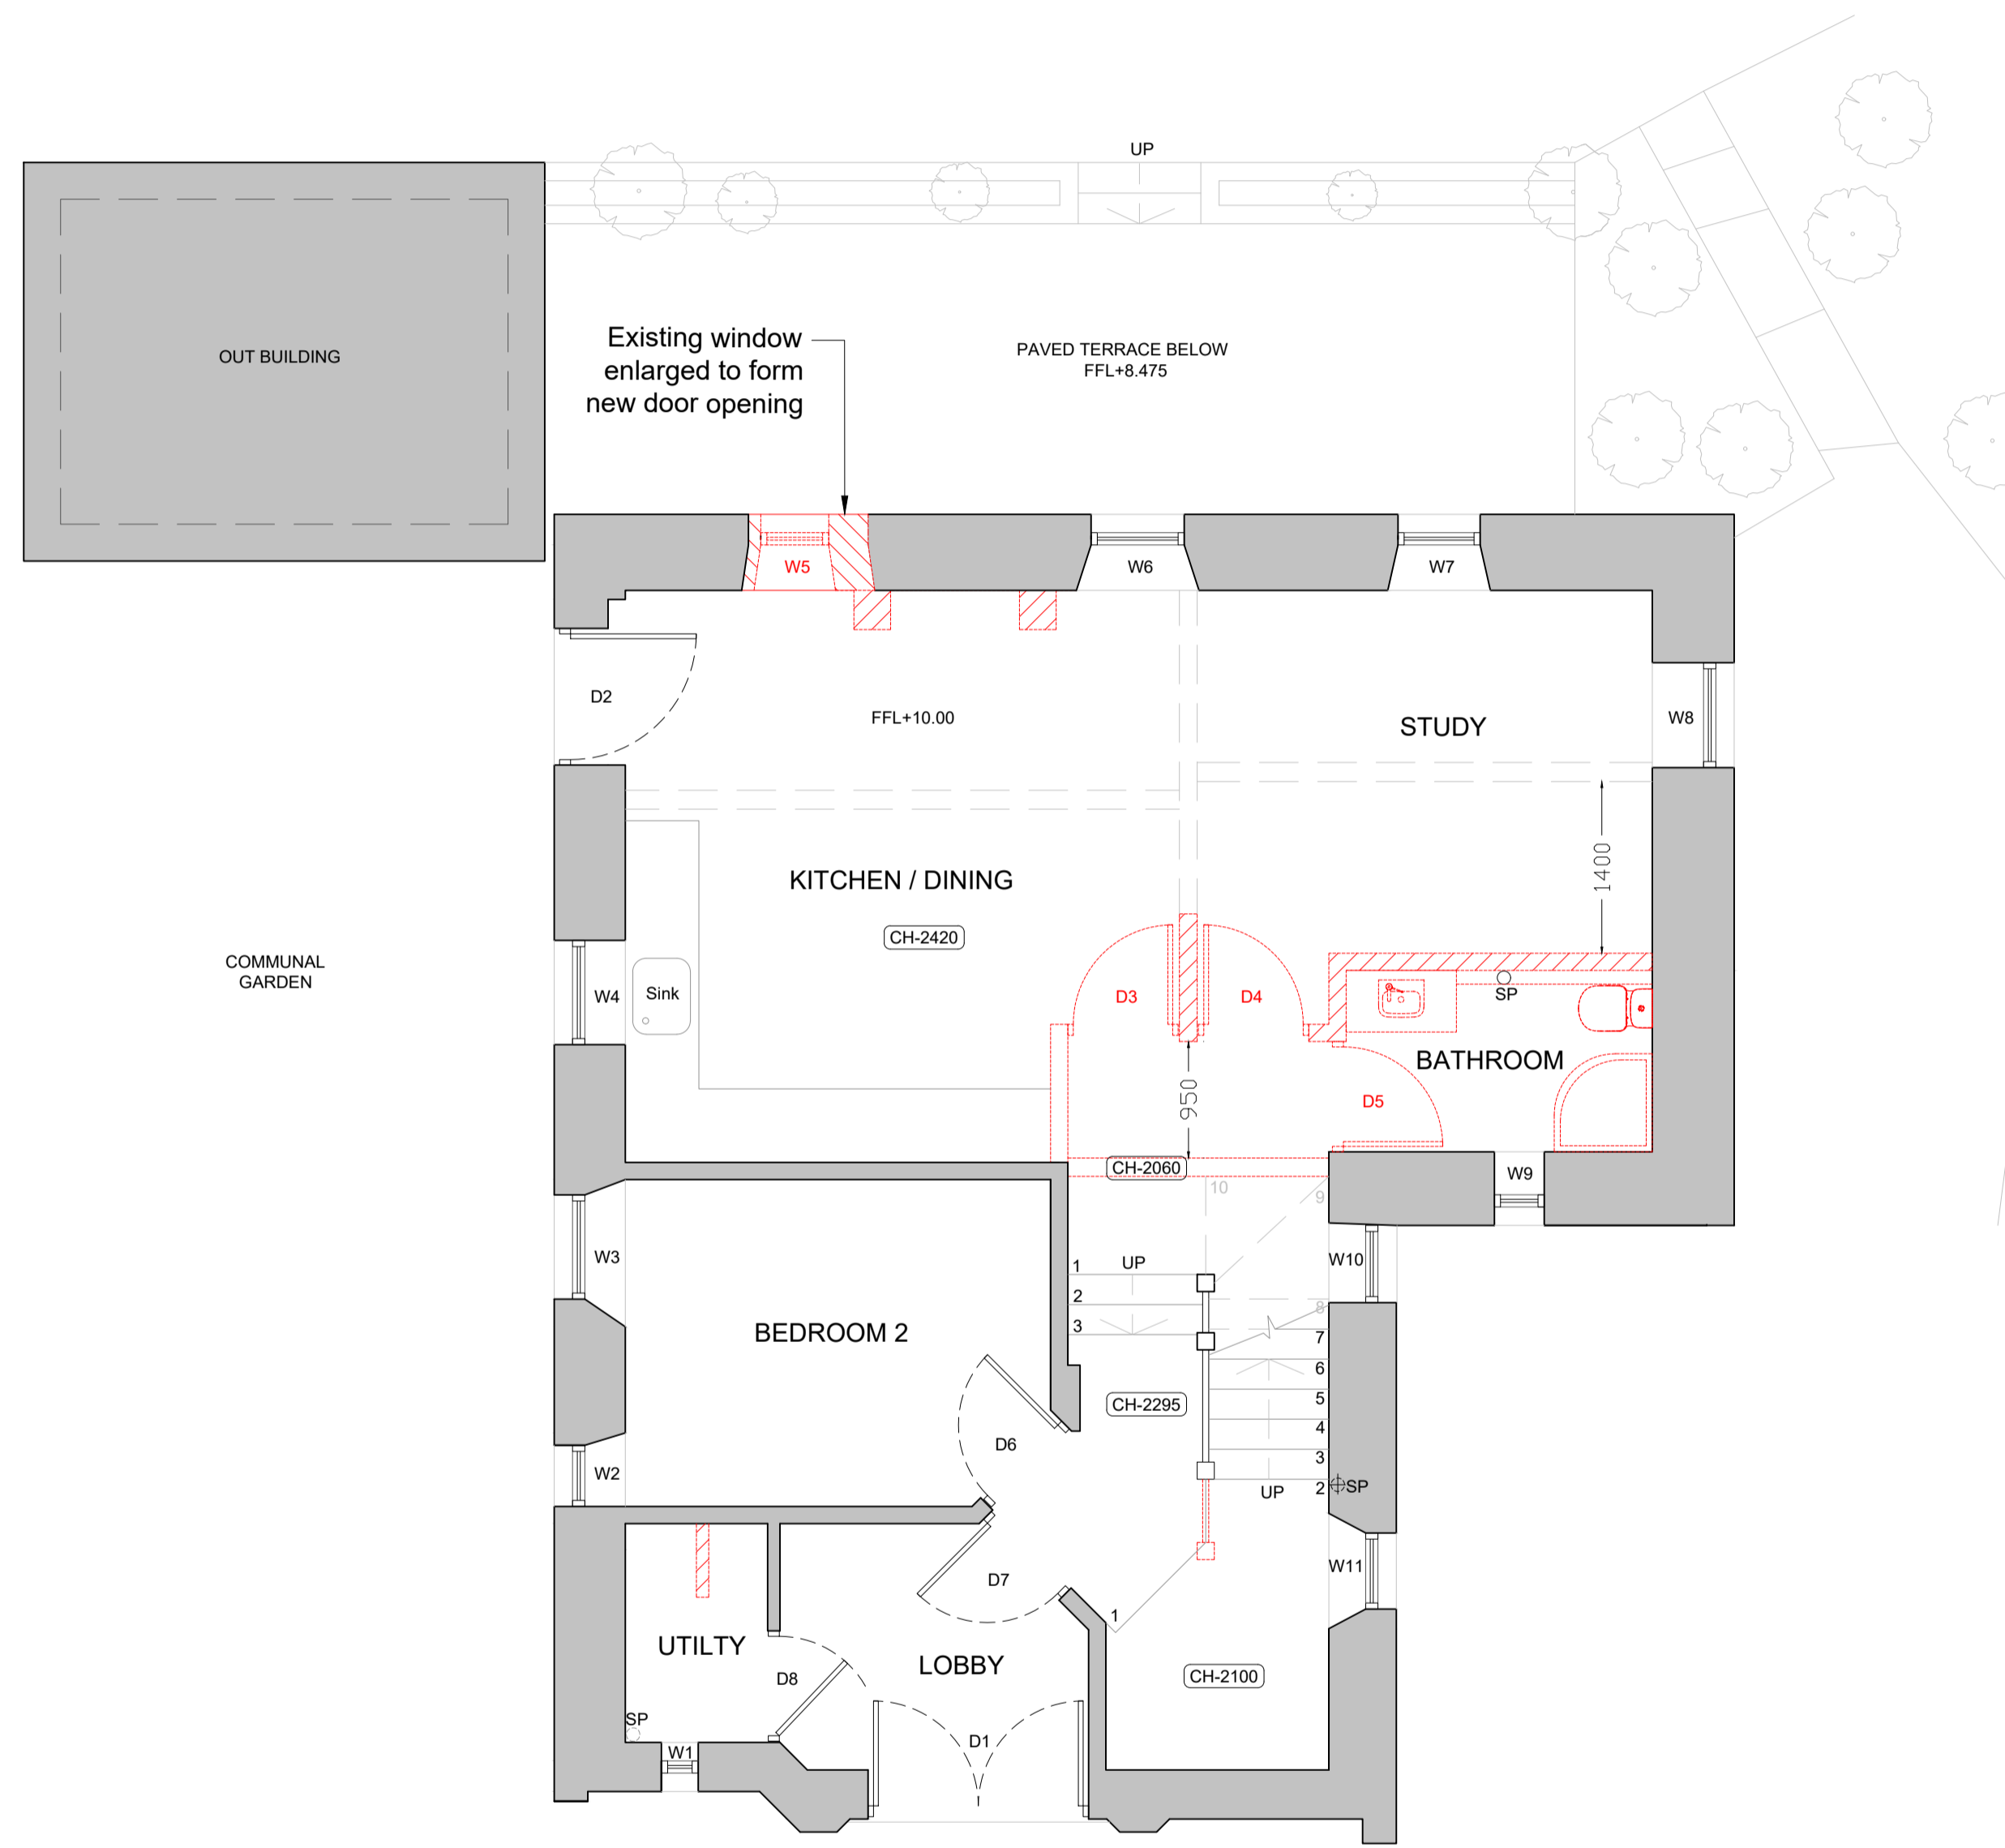 UP
OUT BUILDING
Existing window
enlarged to form
new door opening
PAVED TERRACE BELOW
FFL+8.475
W5
W6
W7
D2
FFL+10.00
STUDY
W8
KITCHEN / DINING
1400
CH-2420
COMMUNAL
GARDEN
W4
Sink
D3
D4
SP
BATHROOM
950
D5
CH-2060
W9
10
9
W3
1
UP
W10
2
3
8
BEDROOM 2
7
6
CH-2295
5
4
D6
3
W2
UP
2
SP
W11
D7
1
UTILTY
LOBBY
D8
CH-2100
SP
D1
W1